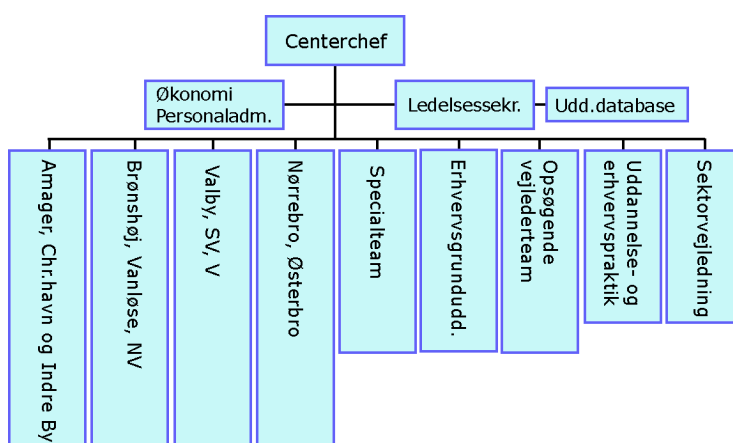 Centerchef
Økonomi
Personaladm.
Ledelsessekr.
Udd.database
Amager, Chr.havn og Indre By
Brønshøj, Vanløse, NV
Valby, SV, V
Nørrebro, Østerbro
Specialteam
Erhvervsgrundudd.
Opsøgende
vejlederteam
Uddannelse- og
erhvervspraktik
Sektorvejledning